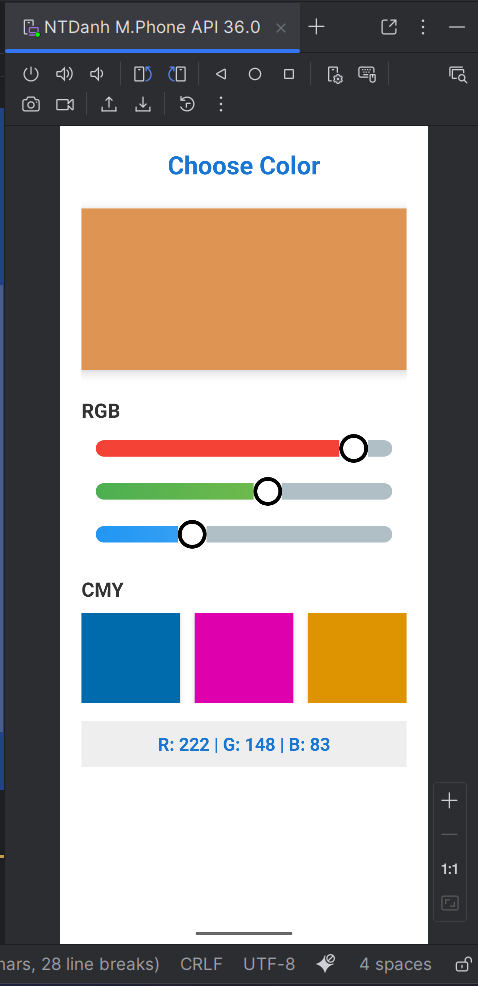 NTDanh M.Phone API 36.0
Choose Color
RGB
CMY
R: 222 | G: 148 | B: 83
1:1
nars, 28 line breaks) CRLF UTF-8 4 spaces